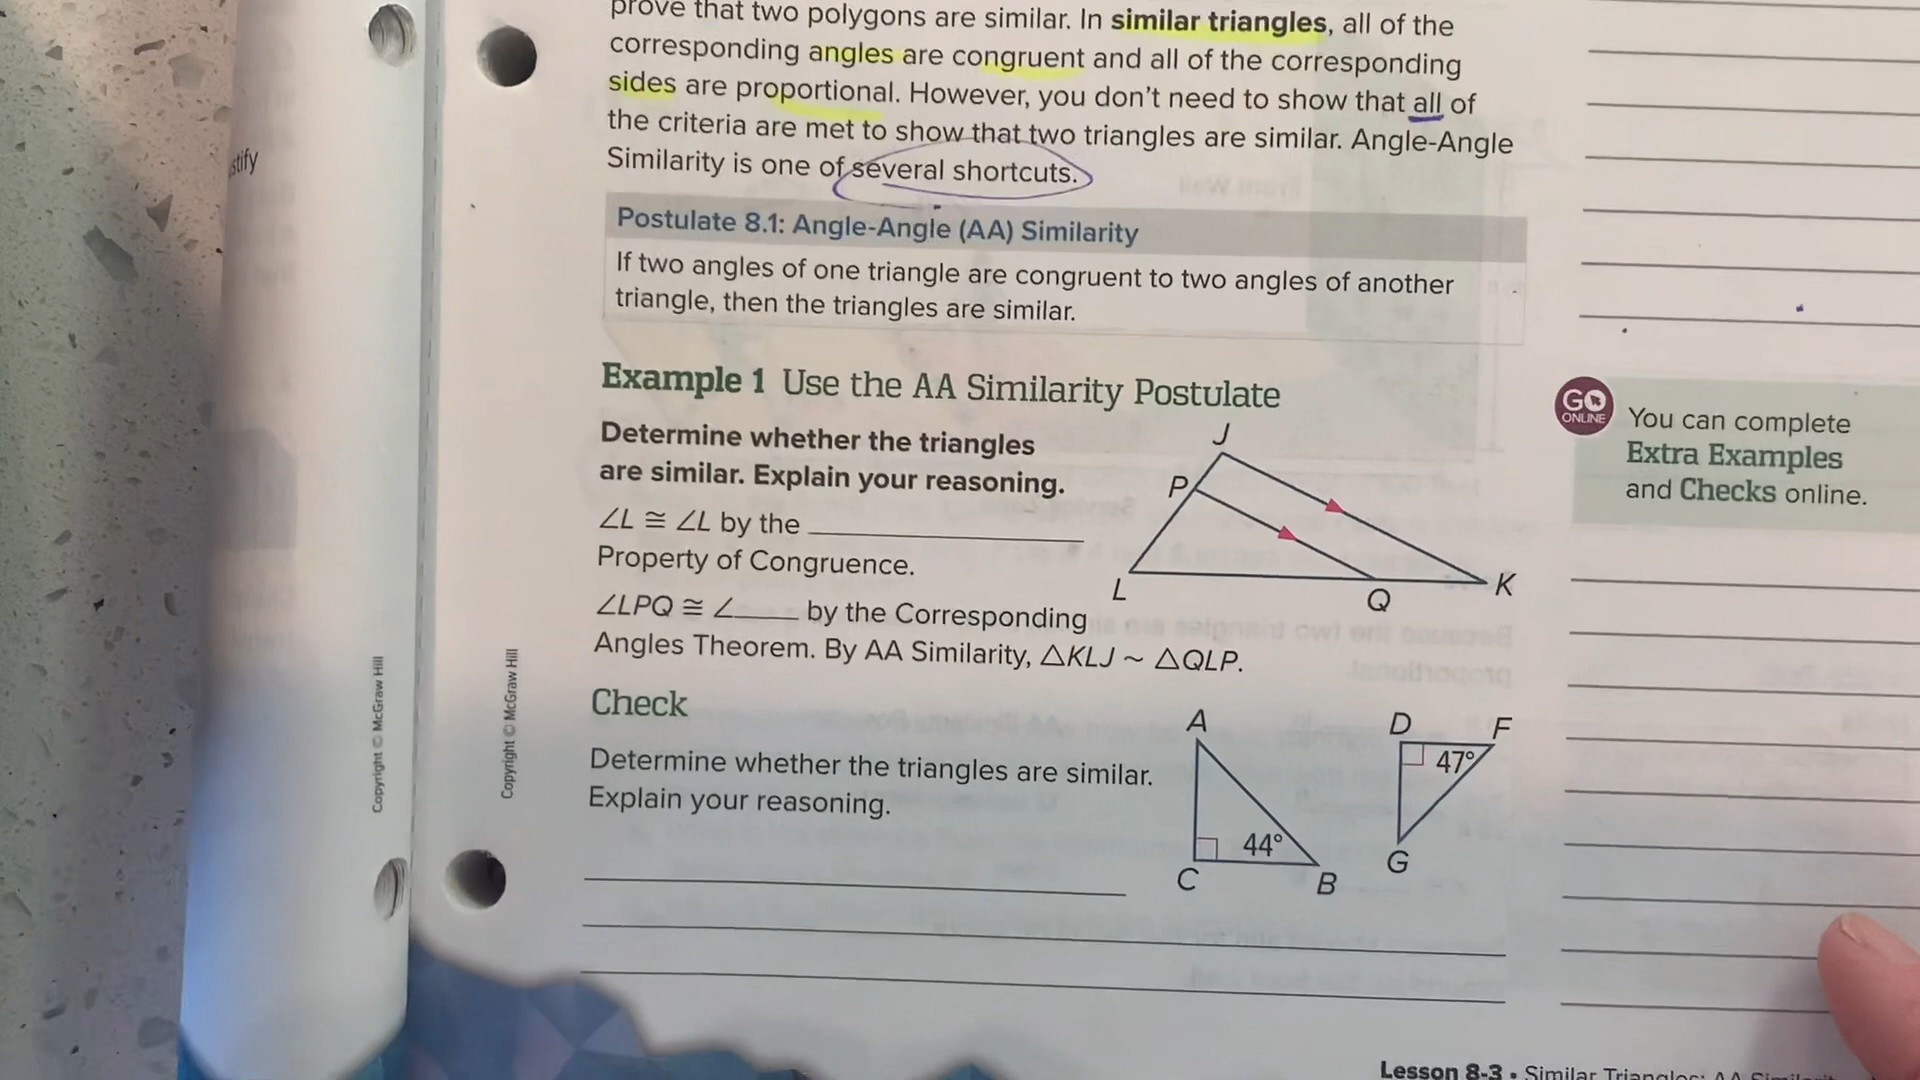 prove that two polygons are similar. In similar triangles, all of the
corresponding angles are congruent and all of the corresponding
sides are proportional. However, you don't need to show that all of
the criteria are met to show that two triangles are similar. Angle-Angle
Similarity is one of several shortcuts.
stify
Postulate 8.1: Angle-Angle (AA) Similarity
If two angles of one triangle are congruent to two angles of another
triangle, then the triangles are similar.
Example 1 Use the AA Similarity Postulate
Determine whether the triangles
are similar. Explain your reasoning.
∠L ≅ ∠L by the ____________
Property of Congruence.
∠LPQ ≅ ∠____ by the Corresponding
Angles Theorem. By AA Similarity, △KLJ ~ △QLP.
J
P
L
Q
K
GO
ONLINE
You can complete
Extra Examples
and Checks online.
Check
Determine whether the triangles are similar.
Explain your reasoning.
A
44°
C
B
D
F
47°
G
Copyright © McGraw Hill
Copyright © McGraw Hill
Lesson 8-3 • Similar Triangles: AA